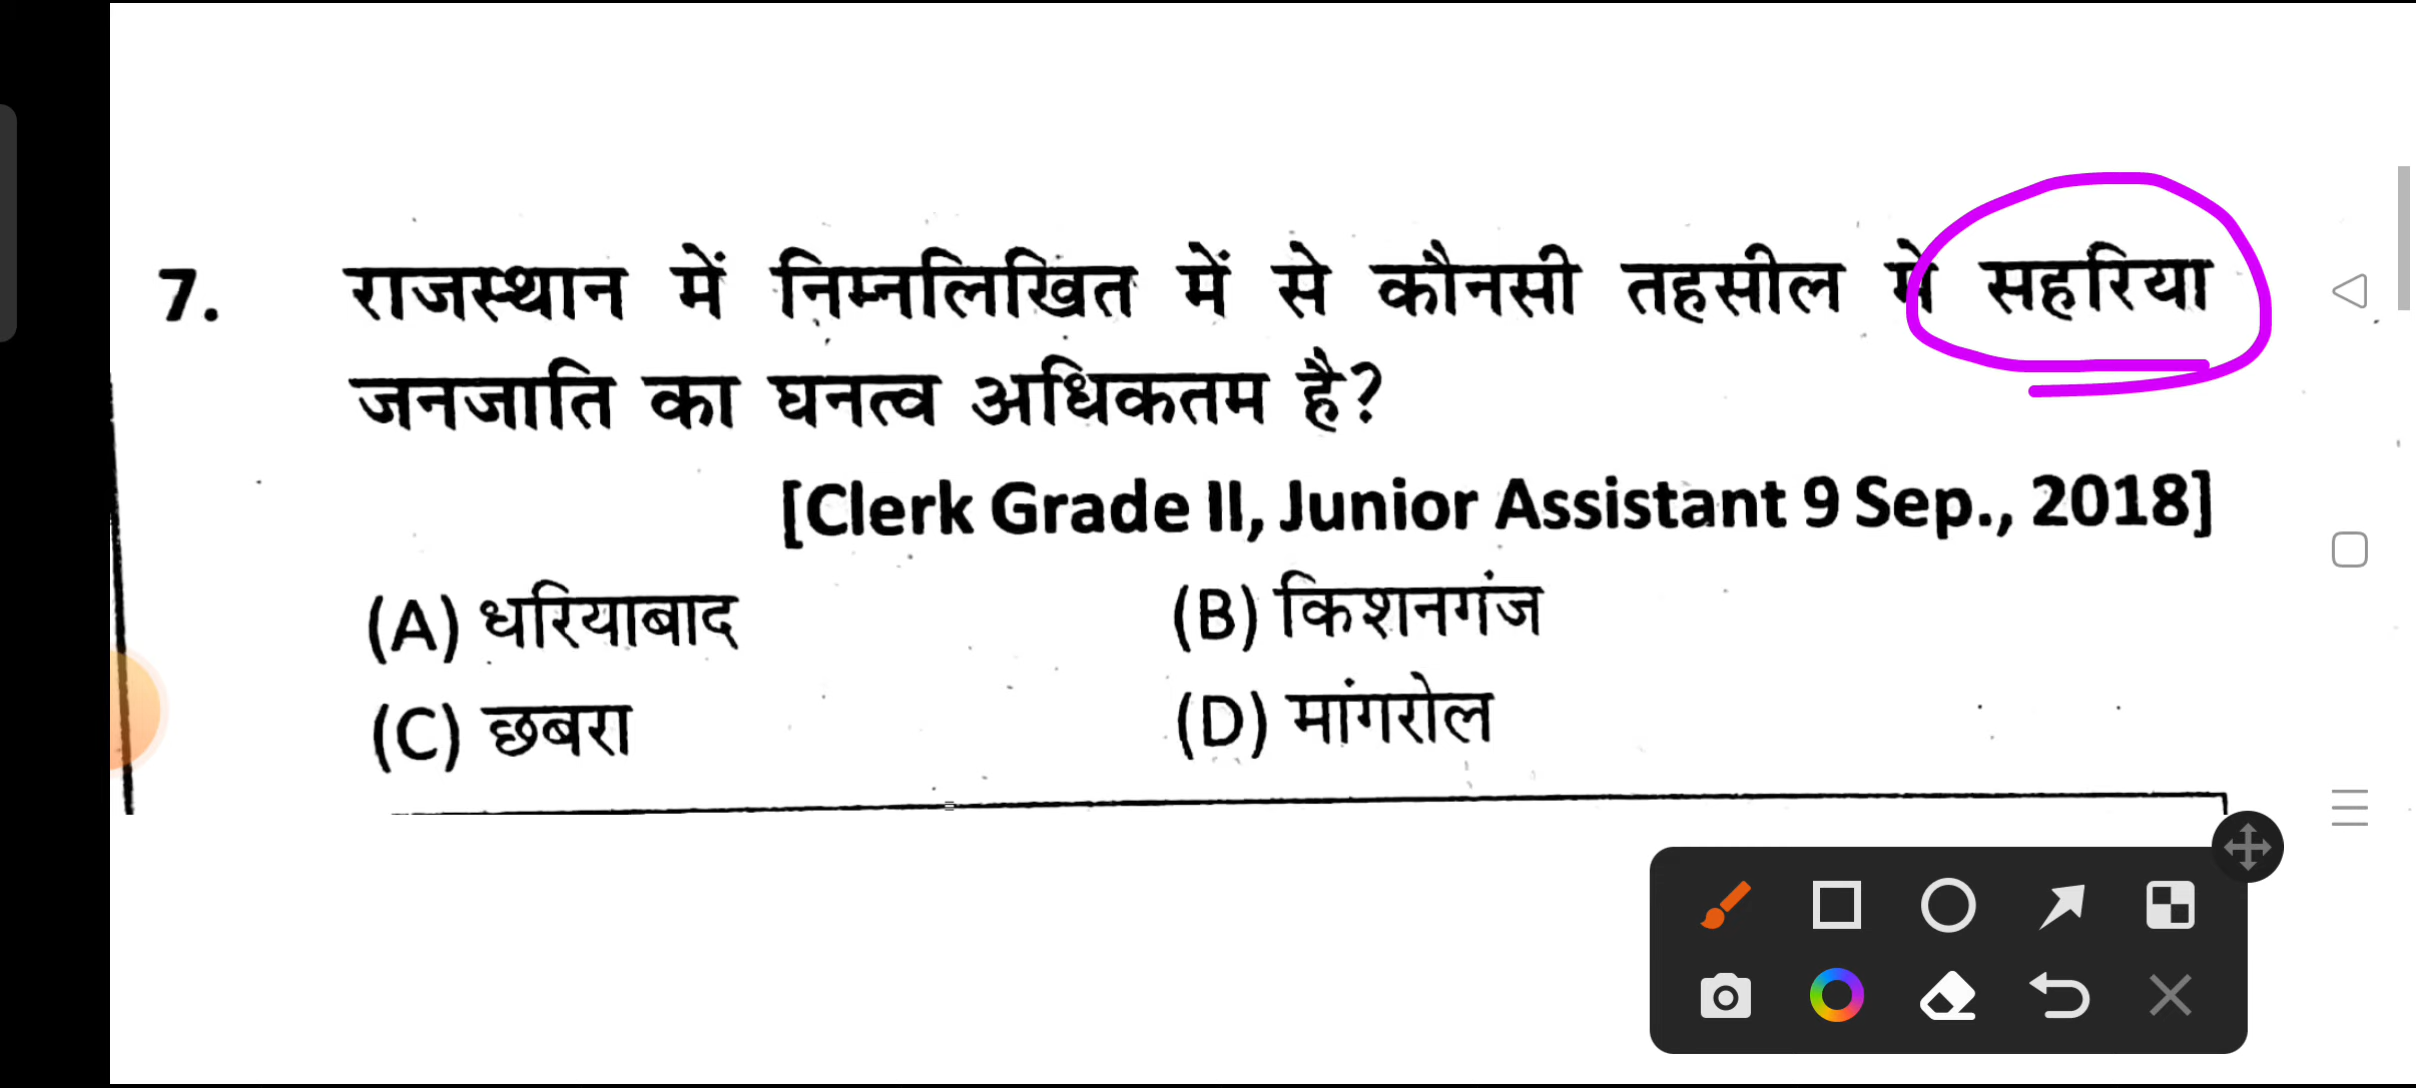 7. राजस्थान में निम्नलिखित में से कौनसी तहसील मे सहरिया
जनजाति का घनत्व अधिकतम है?
[Clerk Grade II, Junior Assistant 9 Sep., 2018]
(A) धरियाबाद (B) किशनगंज
(C) छबरा (D) मांगरोल